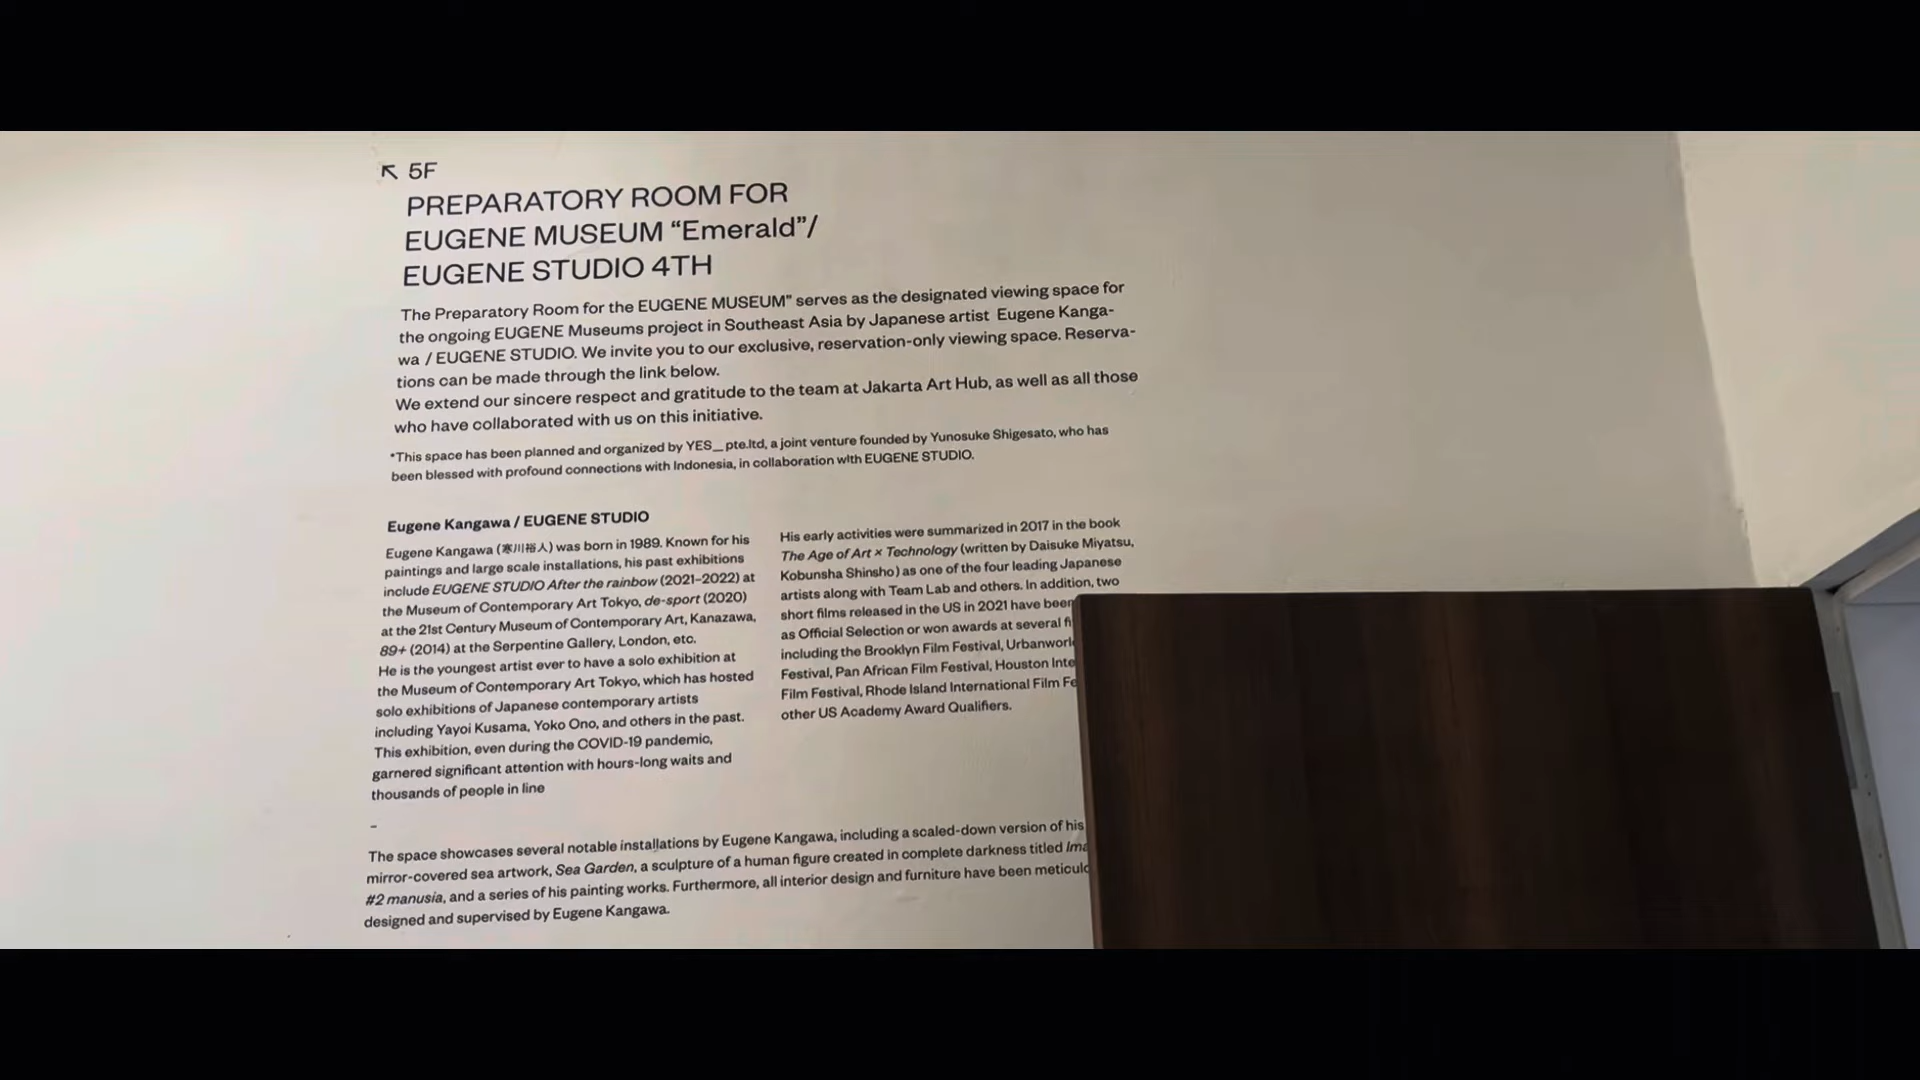 ↖ 5F
PREPARATORY ROOM FOR
EUGENE MUSEUM “Emerald”/
EUGENE STUDIO 4TH
The Preparatory Room for the EUGENE MUSEUM” serves as the designated viewing space for
the ongoing EUGENE Museums project in Southeast Asia by Japanese artist Eugene Kanga-
wa / EUGENE STUDIO. We invite you to our exclusive, reservation-only viewing space. Reserva-
tions can be made through the link below.
We extend our sincere respect and gratitude to the team at Jakarta Art Hub, as well as all those
who have collaborated with us on this initiative.
*This space has been planned and organized by YES_pte.ltd, a joint venture founded by Yunosuke Shigesato, who has
been blessed with profound connections with Indonesia, in collaboration with EUGENE STUDIO.
Eugene Kangawa / EUGENE STUDIO
Eugene Kangawa (寒川裕人) was born in 1989. Known for his
paintings and large scale installations, his past exhibitions
include EUGENE STUDIO After the rainbow (2021–2022) at
the Museum of Contemporary Art Tokyo, de-sport (2020)
at the 21st Century Museum of Contemporary Art, Kanazawa,
89+ (2014) at the Serpentine Gallery, London, etc.
He is the youngest artist ever to have a solo exhibition at
the Museum of Contemporary Art Tokyo, which has hosted
solo exhibitions of Japanese contemporary artists
including Yayoi Kusama, Yoko Ono, and others in the past.
This exhibition, even during the COVID-19 pandemic,
garnered significant attention with hours-long waits and
thousands of people in line
His early activities were summarized in 2017 in the book
The Age of Art × Technology (written by Daisuke Miyatsu,
Kobunsha Shinsho) as one of the four leading Japanese
artists along with Team Lab and others. In addition, two
short films released in the US in 2021 have been
as Official Selection or won awards at several
including the Brooklyn Film Festival,
Festival, Pan African Film Festival, Houston
Film Festival, Rhode Island International Film
other US Academy Award Qualifiers.
–
The space showcases several notable installations by Eugene Kangawa, including a scaled-down version of his
mirror-covered sea artwork, Sea Garden, a sculpture of a human figure created in complete darkness titled
#2 manusia, and a series of his painting works. Furthermore, all interior design and furniture have been
designed and supervised by Eugene Kangawa.